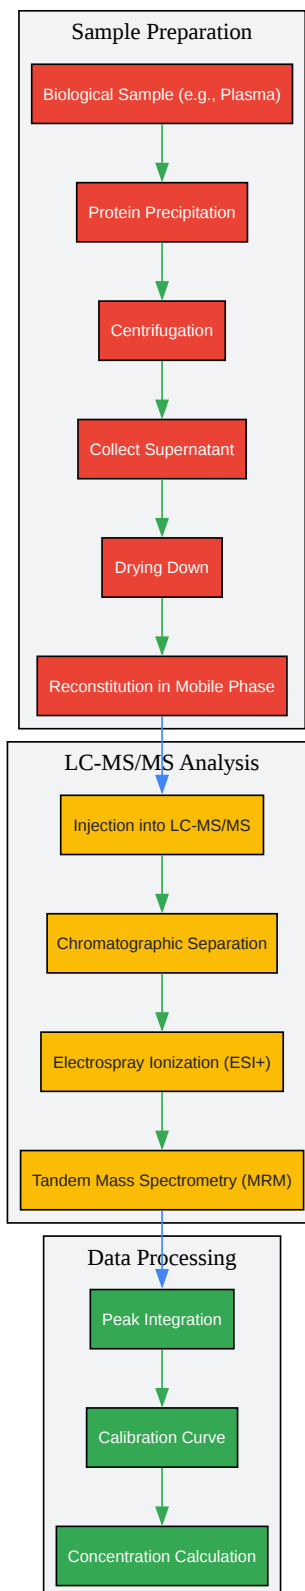 Sample Preparation
Biological Sample (e.g., Plasma)
Protein Precipitation
Centrifugation
Collect Supernatant
Drying Down
Reconstitution in Mobile Phase
LC-MS/MS Analysis
Injection into LC-MS/MS
Chromatographic Separation
Electrospray Ionization (ESI+)
Tandem Mass Spectrometry (MRM)
Data Processing
Peak Integration
Calibration Curve
Concentration Calculation